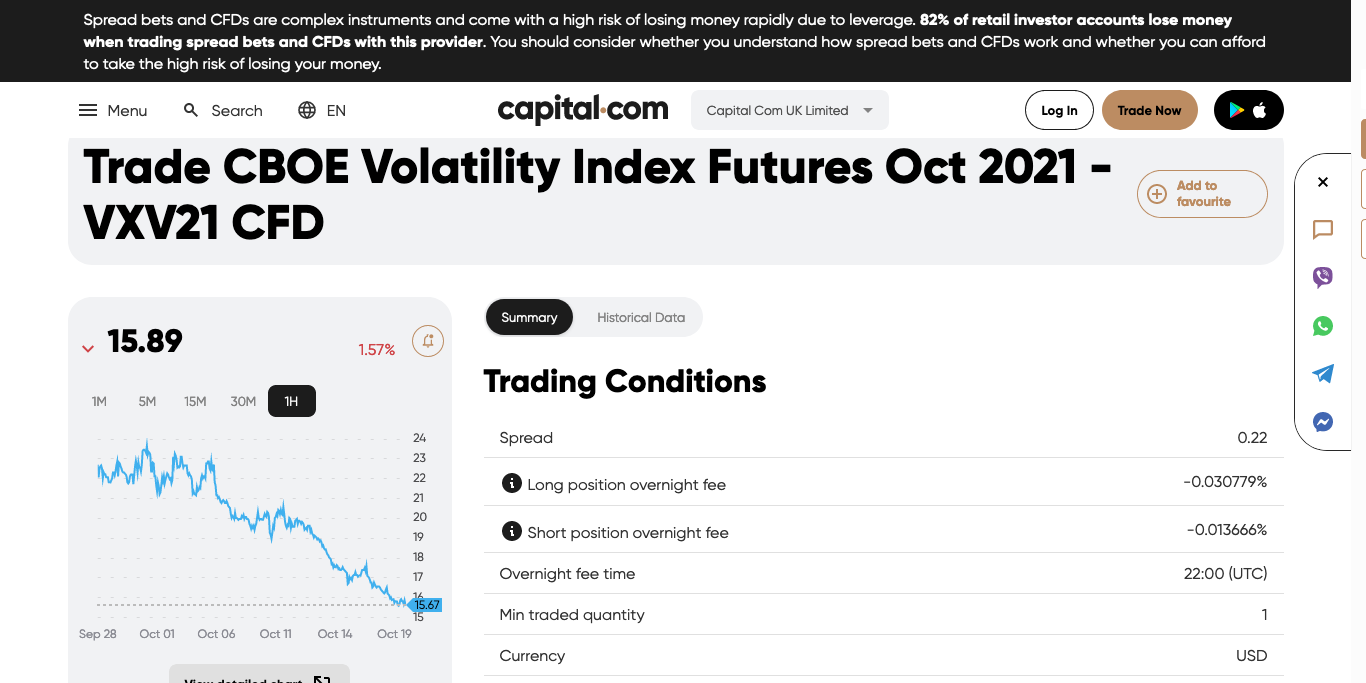 Spread bets and CFDs are complex instruments and come with a high risk of losing money rapidly due to leverage. 82% of retail investor accounts lose money
when trading spread bets and CFDs with this provider. You should consider whether you understand how spread bets and CFDs work and whether you can afford
to take the high risk of losing your money.
Menu
Search
EN
capital.com
Capital Com UK Limited
Log In
Trade Now
Trade CBOE Volatility Index Futures Oct 2021 -
VXV21 CFD
Add to
favourite
15.89
1.57%
1M
5M
15M
30M
1H
24
23
22
21
20
19
18
17
16
15.67
15
Sep 28
Oct 01
Oct 06
Oct 11
Oct 14
Oct 19
View detailed chart
Summary
Historical Data
Trading Conditions
Spread 0.22
Long position overnight fee -0.030779%
Short position overnight fee -0.013666%
Overnight fee time 22:00 (UTC)
Min traded quantity 1
Currency USD